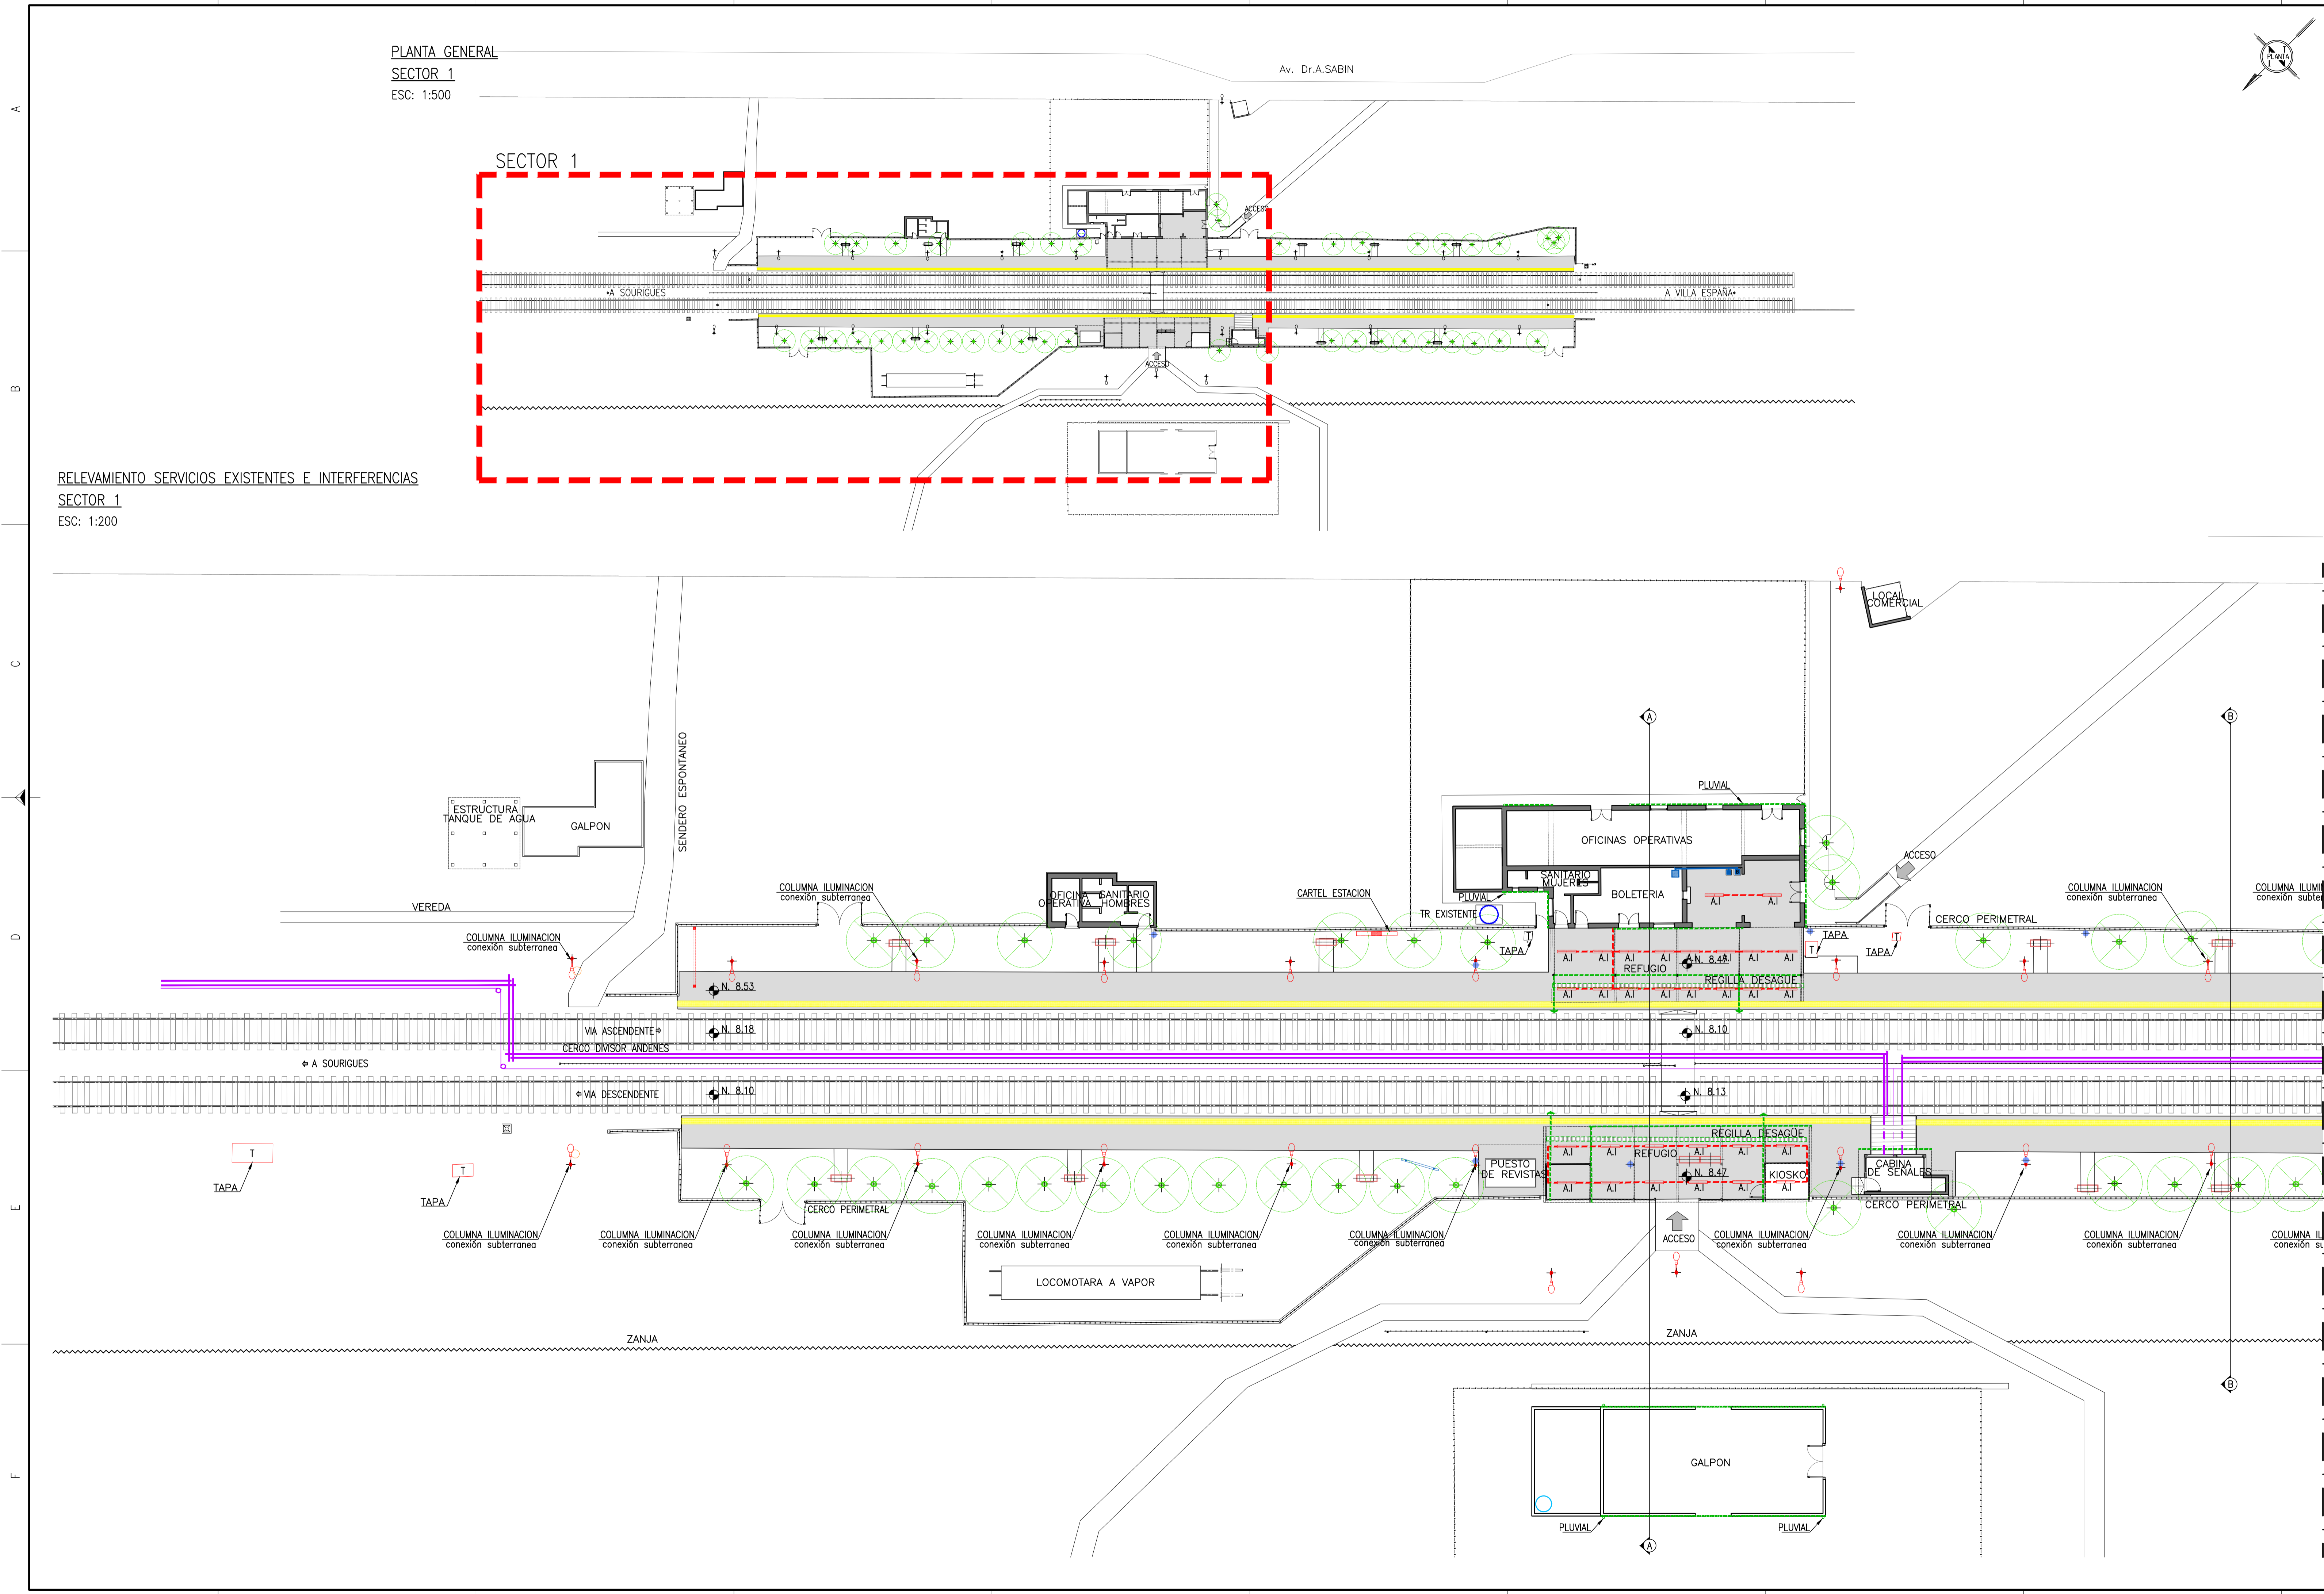 PLANTA GENERAL
SECTOR 1
ESC: 1:500
Av. Dr.A.SABIN
PLANTA
A
SECTOR 1
ACCESO
A SOURIGUES
A VILLA ESPAÑA
ACCESO
B
RELEVAMIENTO SERVICIOS EXISTENTES E INTERFERENCIAS
SECTOR 1
ESC: 1:200
LOCAL
COMERCIAL
C
A
B
SENDERO ESPONTANEO
PLUVIAL
ESTRUCTURA
TANQUE DE AGUA
GALPON
OFICINAS OPERATIVAS
ACCESO
SANITARIO
MUJERES
BOLETERIA
A.I
A.I
PLUVIAL
TR EXISTENTE
COLUMNA ILUMINACION
conexión subterranea
OFICINA
OPERATIVA
SANITARIO
HOMBRES
CARTEL ESTACION
COLUMNA ILUMINACION
conexión subterranea
VEREDA
CERCO PERIMETRAL
D
COLUMNA ILUMINACION
conexión subterranea
T
TAPA
T
TAPA
TAPA
T
A.I
A.I
A.I
A.I
A.I
A.I
A.I
A.I
N. 8.47
REFUGIO
REGILLA DESAGUE
N. 8.53
A.I
A.I
A.I
A.I
A.I
A.I
A.I
A.I
VIA ASCENDENTE
N. 8.18
N. 8.10
CERCO DIVISOR ANDENES
A SOURIGUES
VIA DESCENDENTE
N. 8.10
N. 8.13
REGILLA DESAGÜE
T
TAPA
T
TAPA
A.I
A.I
A.I
A.I
A.I
REFUGIO
PUESTO
DE REVISTAS
N. 8.47
KIOSKO
CABINA
DE SEÑALES
A.I
A.I
A.I
A.I
A.I
A.I
E
CERCO PERIMETRAL
CERCO PERIMETRAL
COLUMNA ILUMINACION
conexión subterranea
COLUMNA ILUMINACION
conexión subterranea
COLUMNA ILUMINACION
conexión subterranea
COLUMNA ILUMINACION
conexión subterranea
COLUMNA ILUMINACION
conexión subterranea
COLUMNA ILUMINACION
conexión subterranea
ACCESO
COLUMNA ILUMINACION
conexión subterranea
COLUMNA ILUMINACION
conexión subterranea
COLUMNA ILUMINACION
conexión subterranea
LOCOMOTARA A VAPOR
ZANJA
ZANJA
B
F
GALPON
PLUVIAL
PLUVIAL
A